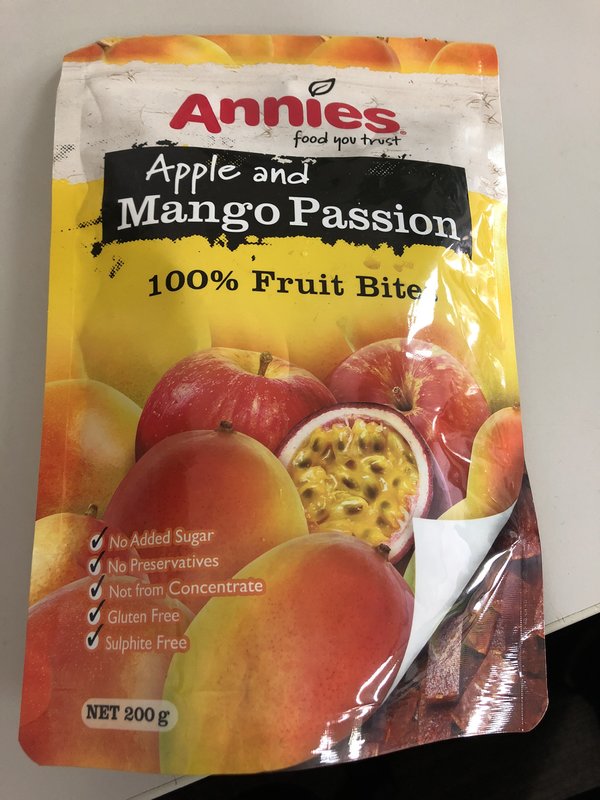 Annies
food you trust
Apple and
Mango Passion
100% Fruit Bites
No Added Sugar
No Preservatives
Not from Concentrate
Gluten Free
Sulphite Free
NET 200g